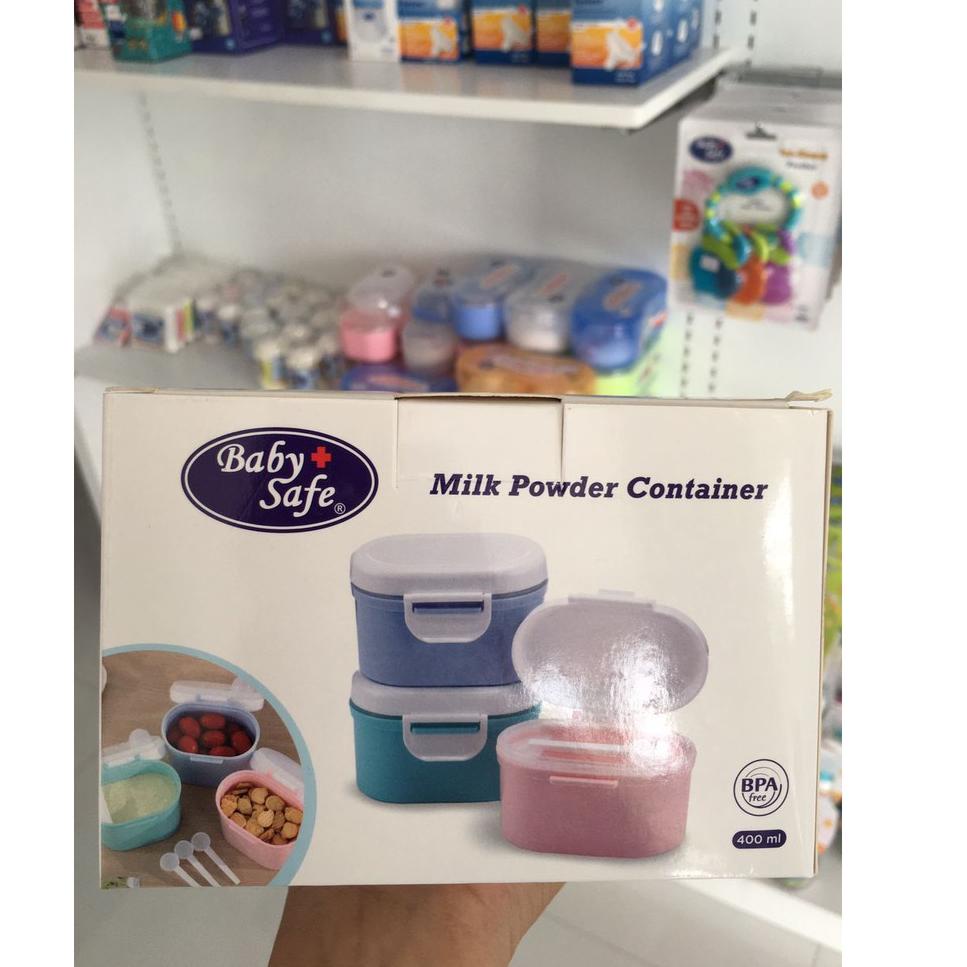 Baby
Safe®
Milk Powder Container
BPA
free
400 ml